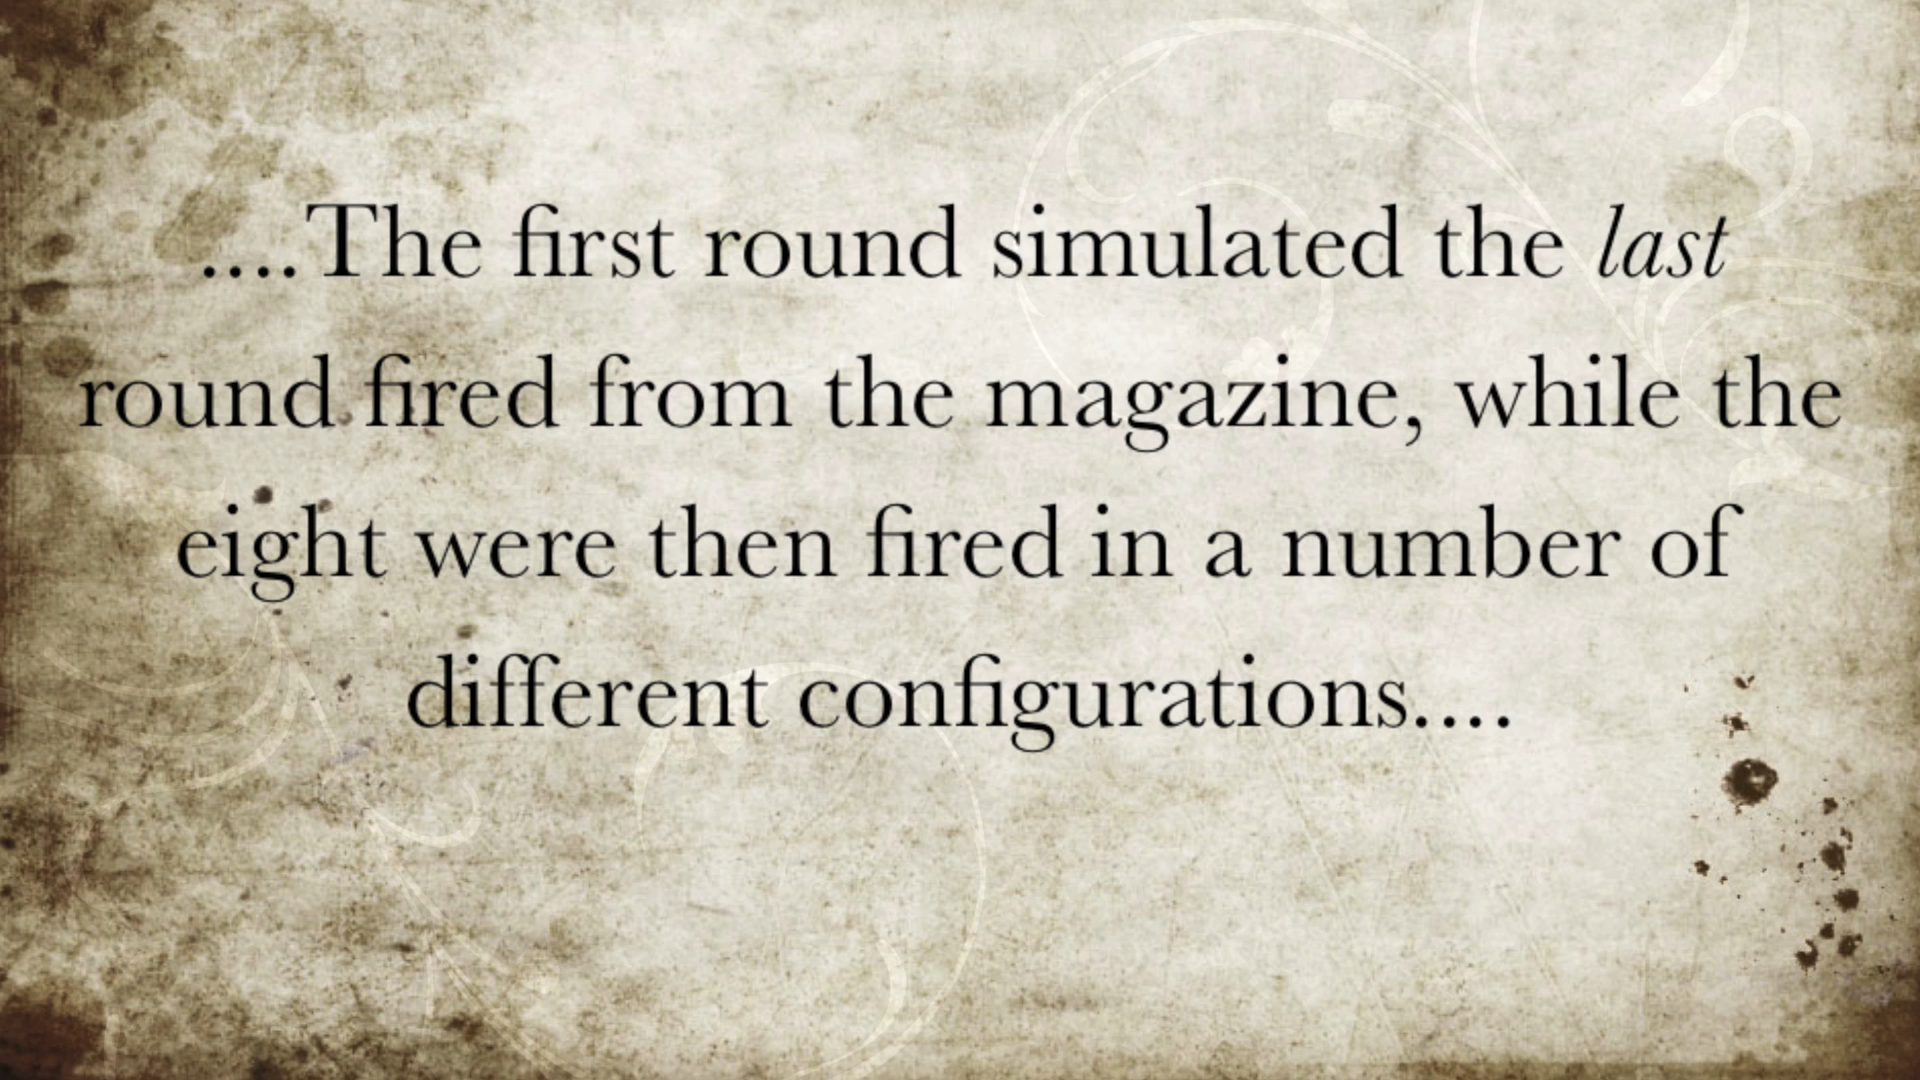 ....The first round simulated the last
round fired from the magazine, while the
eight were then fired in a number of
different configurations....